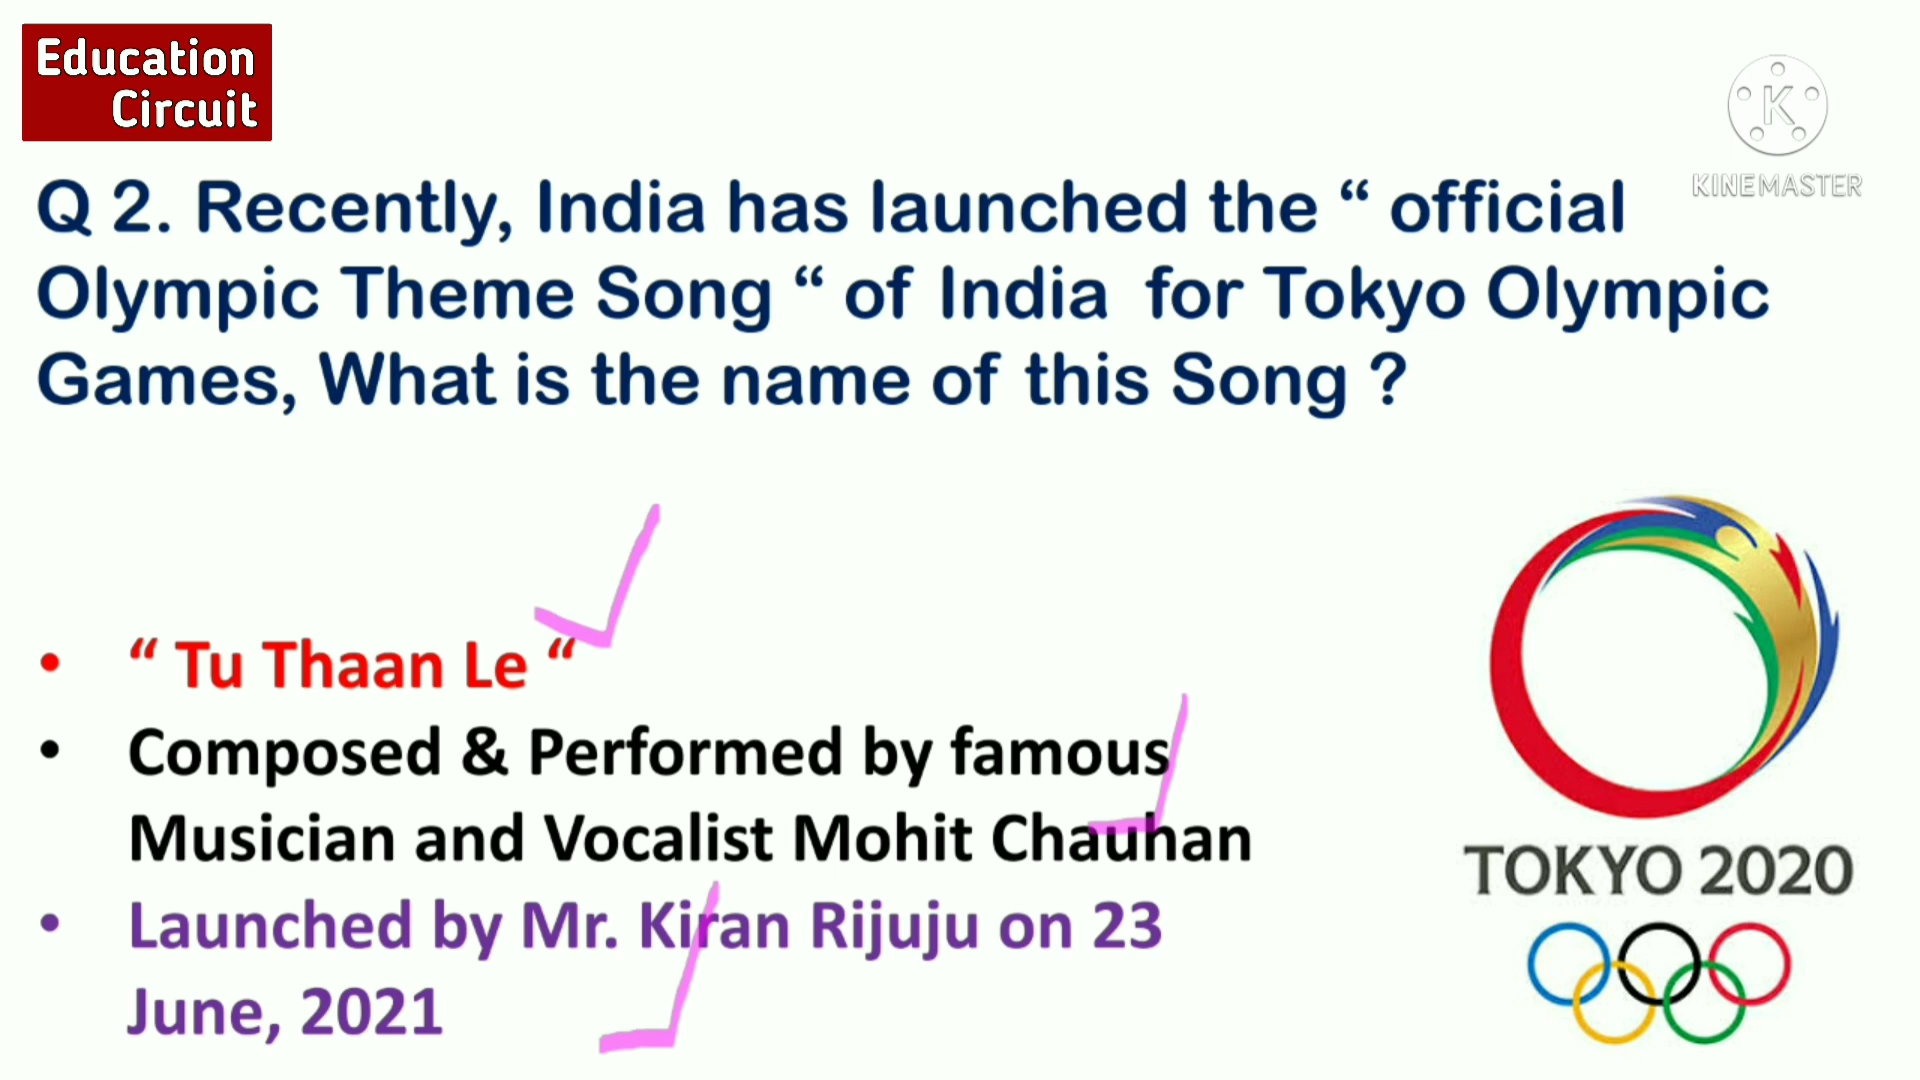 Education
Circuit
K
KINEMASTER
Q 2. Recently, India has launched the “ official
Olympic Theme Song “ of India for Tokyo Olympic
Games, What is the name of this Song ?
• “ Tu Thaan Le “
• Composed & Performed by famous
Musician and Vocalist Mohit Chauhan
• Launched by Mr. Kiran Rijuju on 23
June, 2021
TOKYO 2020